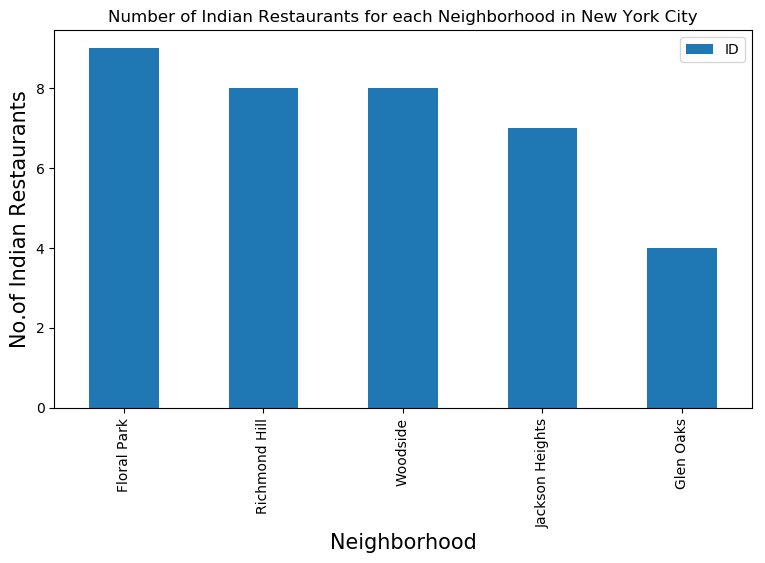 Number of Indian Restaurants for each Neighborhood in New York City
ID
No.of Indian Restaurants
8
6
4
2
0
Floral Park
Richmond Hill
Woodside
Jackson Heights
Glen Oaks
Neighborhood